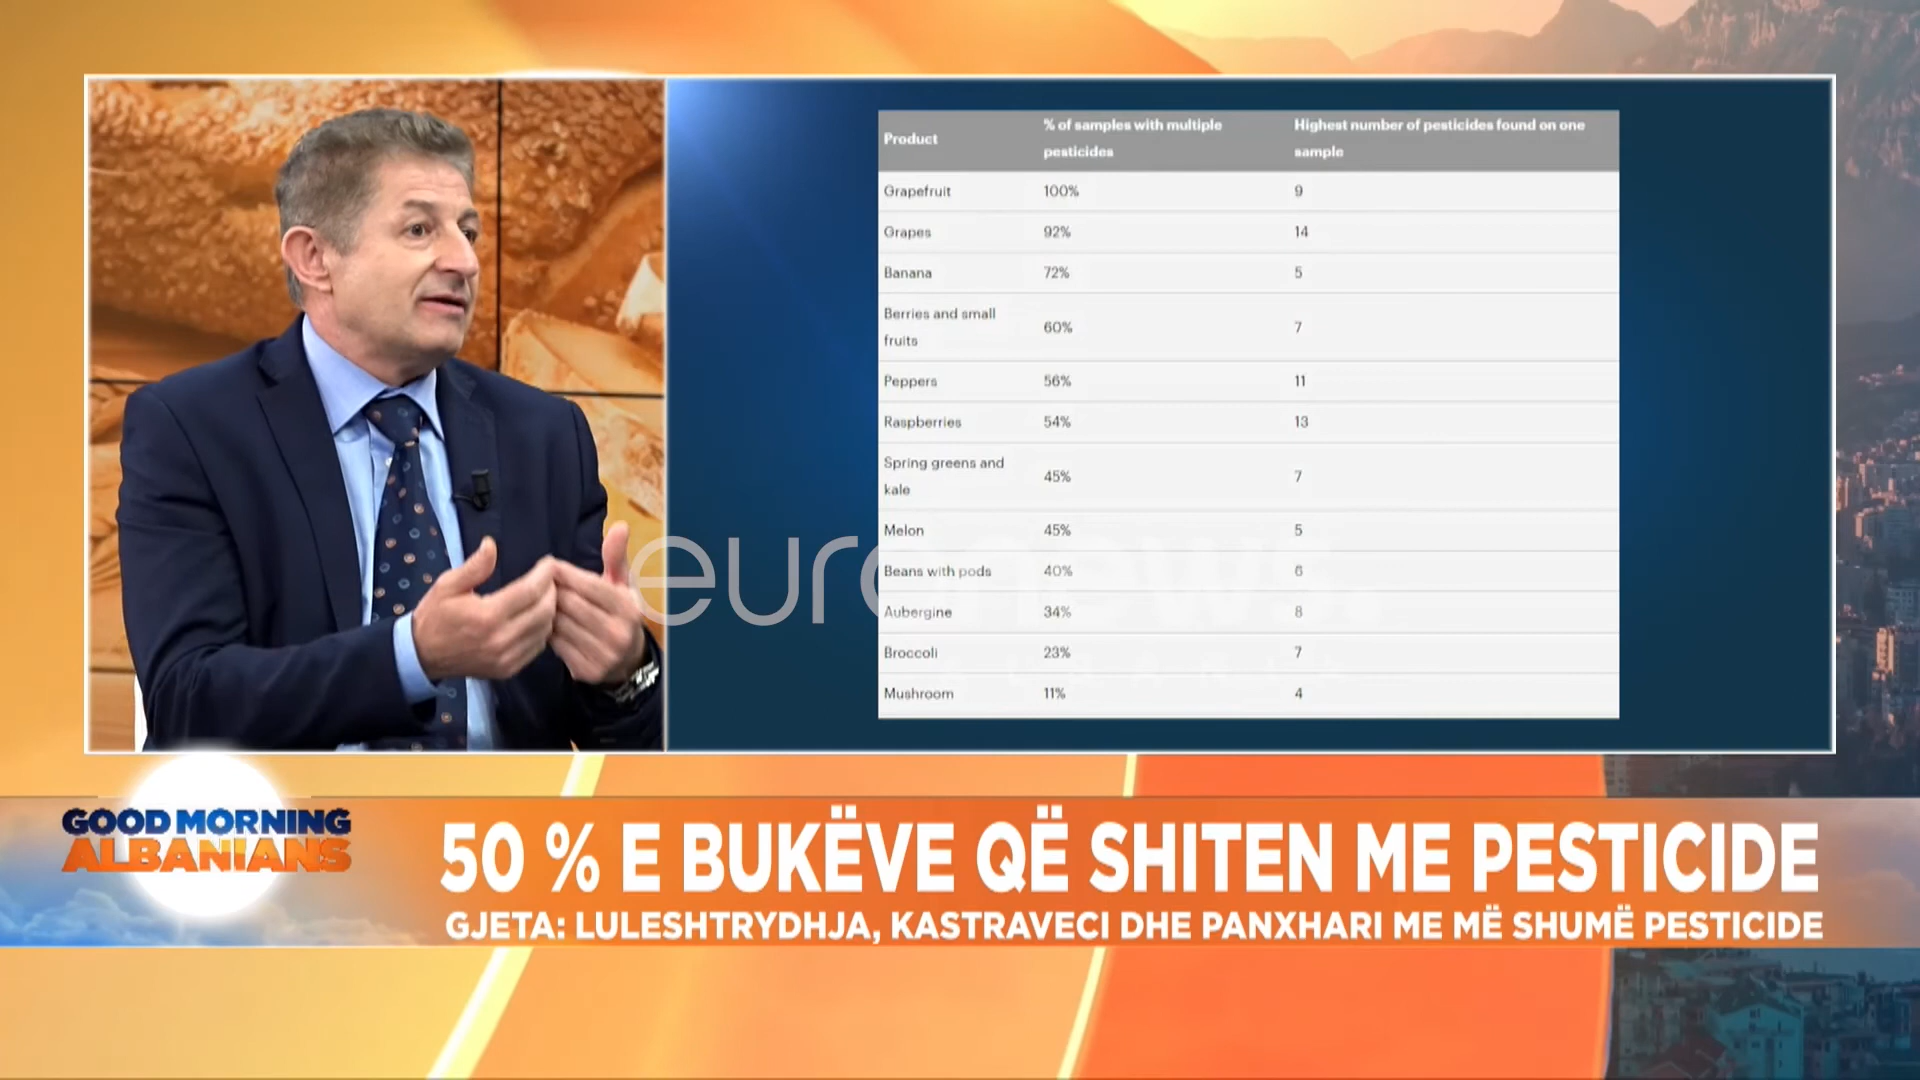 Product
% of samples with multiple
pesticides
Highest number of pesticides found on one
sample
Grapefruit 100% 9
Grapes 92% 14
Banana 72% 5
Berries and small
fruits
60% 7
Peppers 56% 11
Raspberries 54% 13
Spring greens and
kale
45% 7
Melon 45% 5
Beans with pods 40% 6
Aubergine 34% 8
Broccoli 23% 7
Mushroom 11% 4
euronews.
GOOD MORNING
ALBANIANS
50 % E BUKËVE QË SHITEN ME PESTICIDE
GJETA: LULESHTRYDHJA, KASTRAVECI DHE PANXHARI ME MË SHUMË PESTICIDE